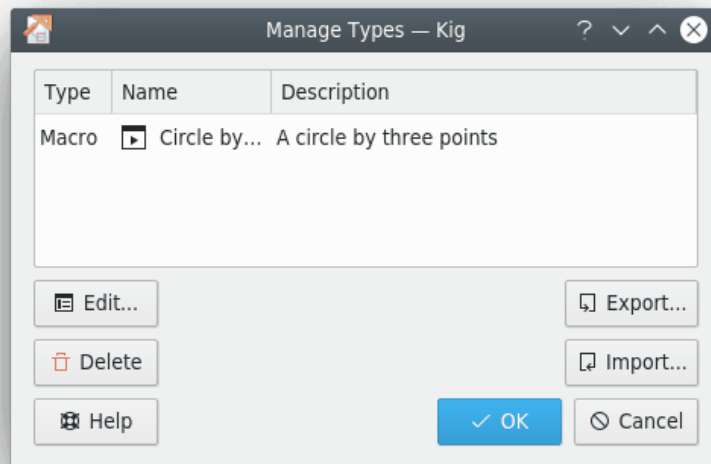 Manage Types — Kig
Type Name Description
Macro Circle by... A circle by three points
Edit... Export...
Delete Import...
Help OK Cancel